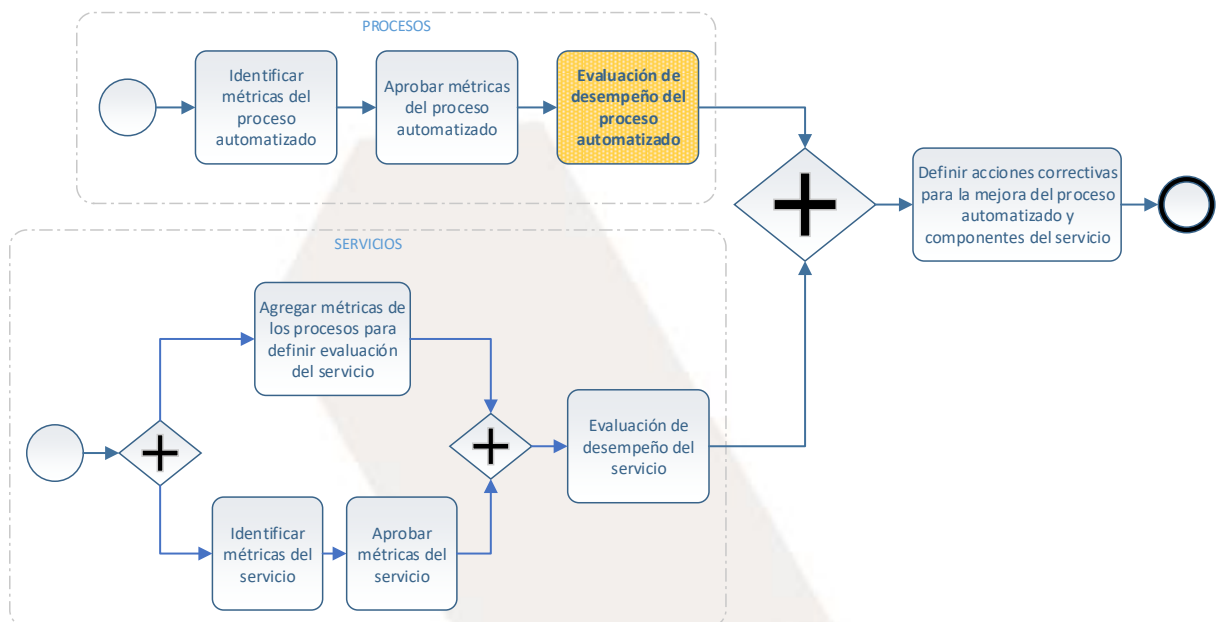 PROCESOS
Identificar
métricas del
proceso
automatizado
Aprobar métricas
del proceso
automatizado
Evaluación de
desempeño del
proceso
automatizado
Definir acciones correctivas
para la mejora del proceso
automatizado y
componentes del servicio
SERVICIOS
Agregar métricas de
los procesos para
definir evaluación
del servicio
Evaluación de
desempeño del
servicio
Identificar
métricas del
servicio
Aprobar
métricas del
servicio